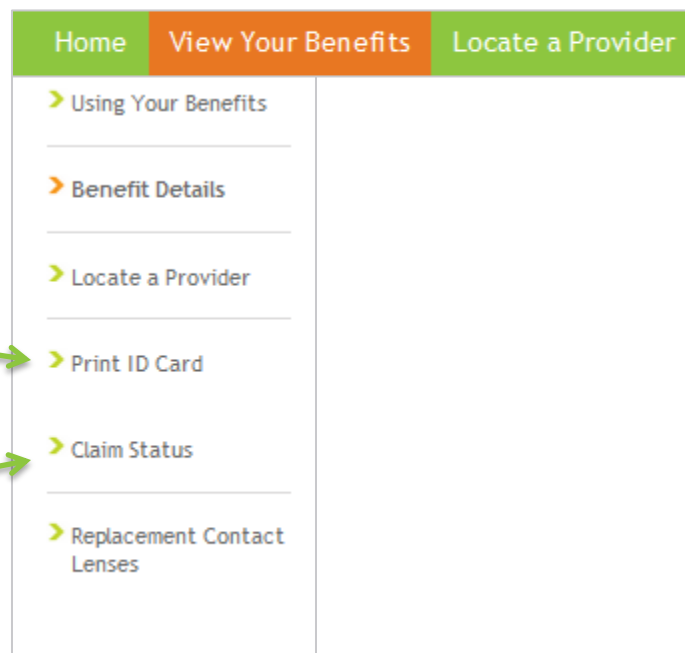 Home View Your Benefits Locate a Provider
Using Your Benefits
Benefit Details
Locate a Provider
Print ID Card
Claim Status
Replacement Contact
Lenses